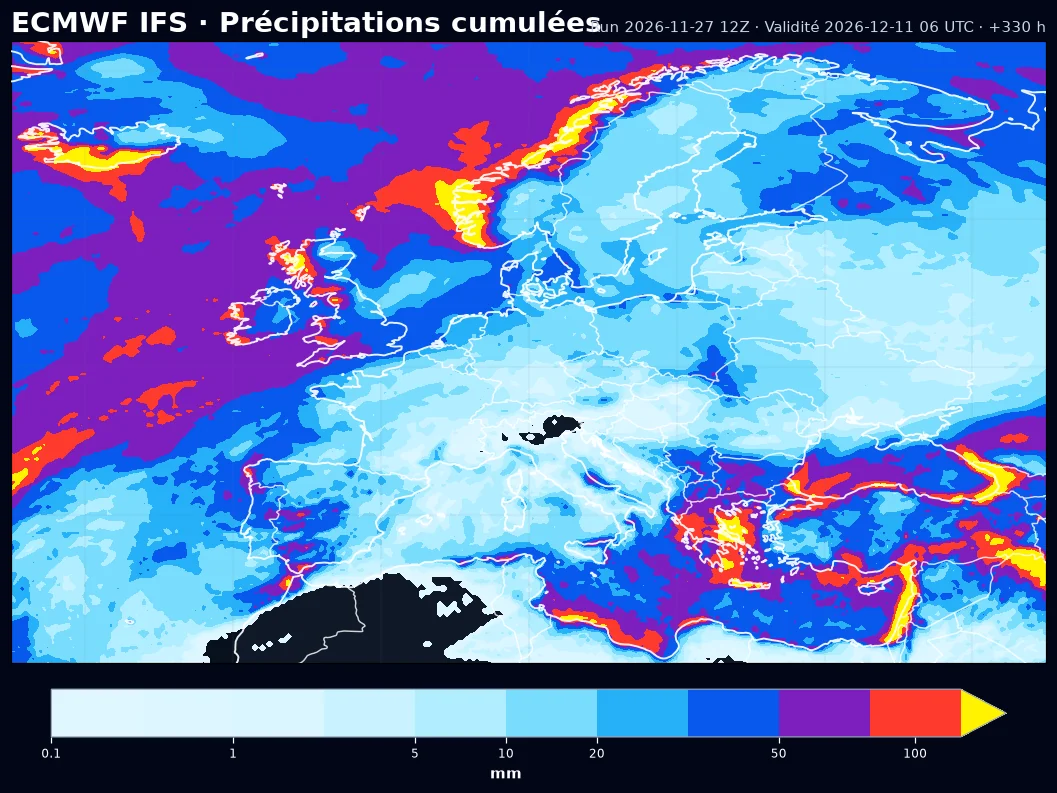 ECMWF IFS · Précipitations cumulées
Run 2026-11-27 12Z · Validité 2026-12-11 06 UTC · +330 h
0.1 1 5 10 20 50 100
mm